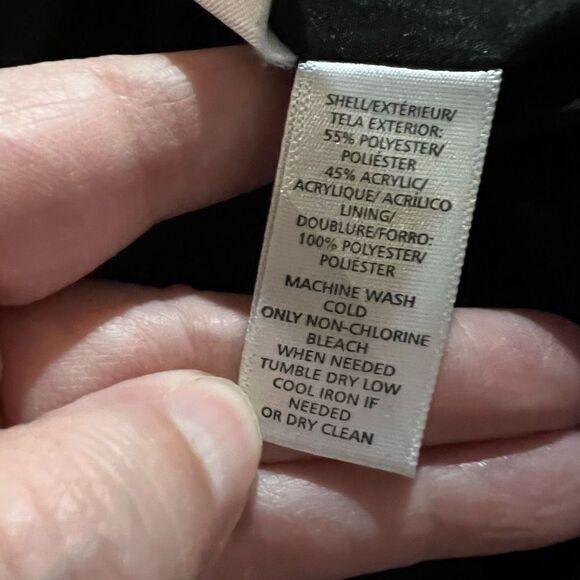 SHELL/EXTÉRIEUR/
TELA EXTERIOR:
55% POLYESTER/
POLIÉSTER
45% ACRYLIC/
ACRYLIQUE/ ACRÍLICO
LINING/
DOUBLURE/FORRO:
100% POLYESTER/
POLIÉSTER
MACHINE WASH
COLD
ONLY NON-CHLORINE
BLEACH
WHEN NEEDED
TUMBLE DRY LOW
COOL IRON IF
NEEDED
OR DRY CLEAN